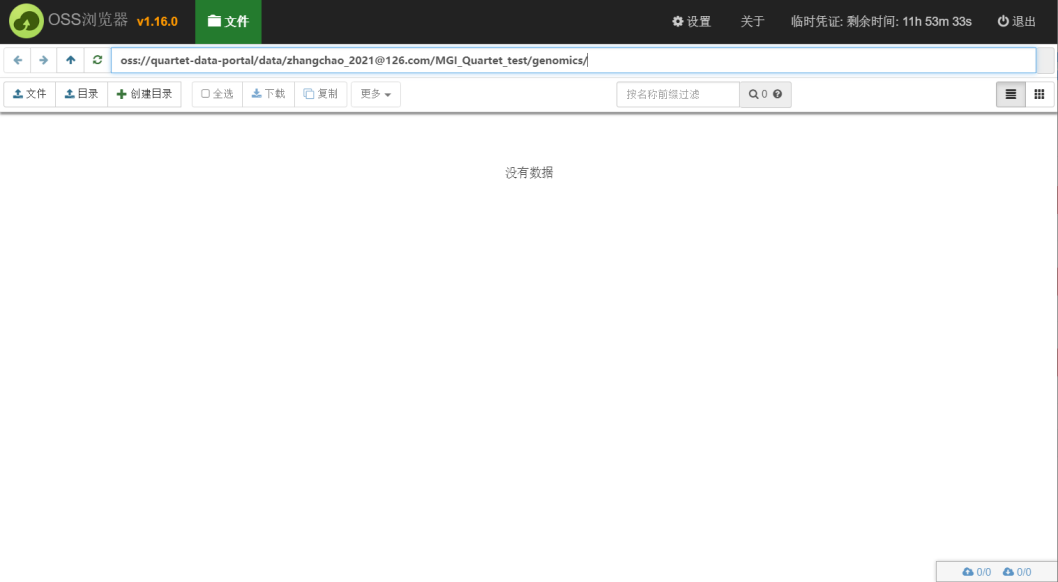 OSS浏览器 v1.16.0 文件 设置 关于 临时凭证: 剩余时间: 11h 53m 33s 退出
oss://quartet-data-portal/data/zhangchao_2021@126.com/MGI_Quartet_test/genomics/
文件 目录 创建目录 全选 下载 复制 更多 按名称前缀过滤 0
没有数据
0/0 0/0